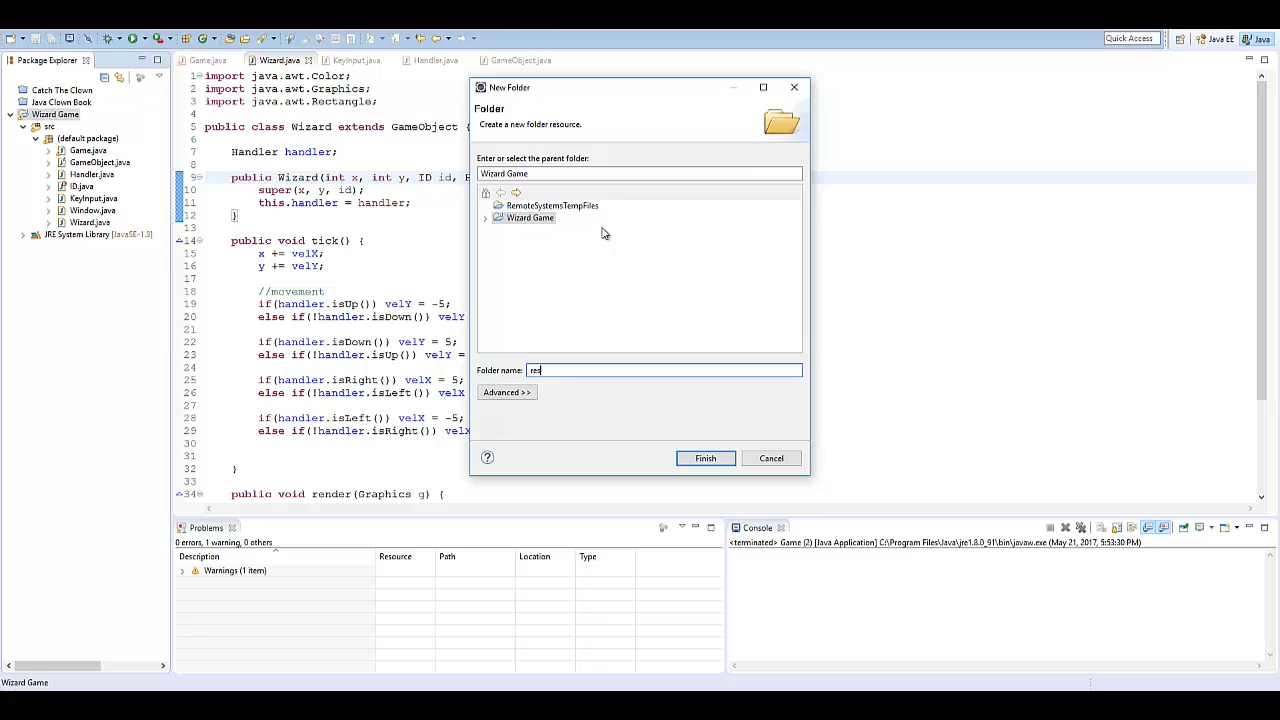 Quick Access
Java EE
Java
Package Explorer
Catch The Clown
Java Clown Book
Wizard Game
src
(default package)
Game.java
GameObject.java
Handler.java
ID.java
KeyInput.java
Window.java
Wizard.java
JRE System Library [JavaSE-1.8]
Game.java
Wizard.java
KeyInput.java
Handler.java
GameObject.java
1 import java.awt.Color;
2 import java.awt.Graphics;
3 import java.awt.Rectangle;
4
5 public class Wizard extends GameObject {
6
7 Handler handler;
8
9 public Wizard(int x, int y, ID id, H
10 super(x, y, id);
11 this.handler = handler;
12 }
13
14 public void tick() {
15 x += velX;
16 y += velY;
17
18 //movement
19 if(handler.isUp()) velY = -5;
20 else if(!handler.isDown()) velY
21
22 if(handler.isDown()) velY = 5;
23 else if(!handler.isUp()) velY =
24
25 if(handler.isRight()) velX = 5;
26 else if(!handler.isLeft()) velX
27
28 if(handler.isLeft()) velX = -5;
29 else if(!handler.isRight()) velX
30
31
32 }
33
34 public void render(Graphics g) {
New Folder
Folder
Create a new folder resource.
Enter or select the parent folder:
Wizard Game
RemoteSystemsTempFiles
Wizard Game
Folder name: res
Advanced >>
?
Finish
Cancel
Problems
0 errors, 1 warning, 0 others
Description Resource Path Location Type
Warnings (1 item)
Console
<terminated> Game (2) [Java Application] C:\Program Files\Java\jre1.8.0_91\bin\javaw.exe (May 21, 2017, 5:53:30 PM)
Wizard Game